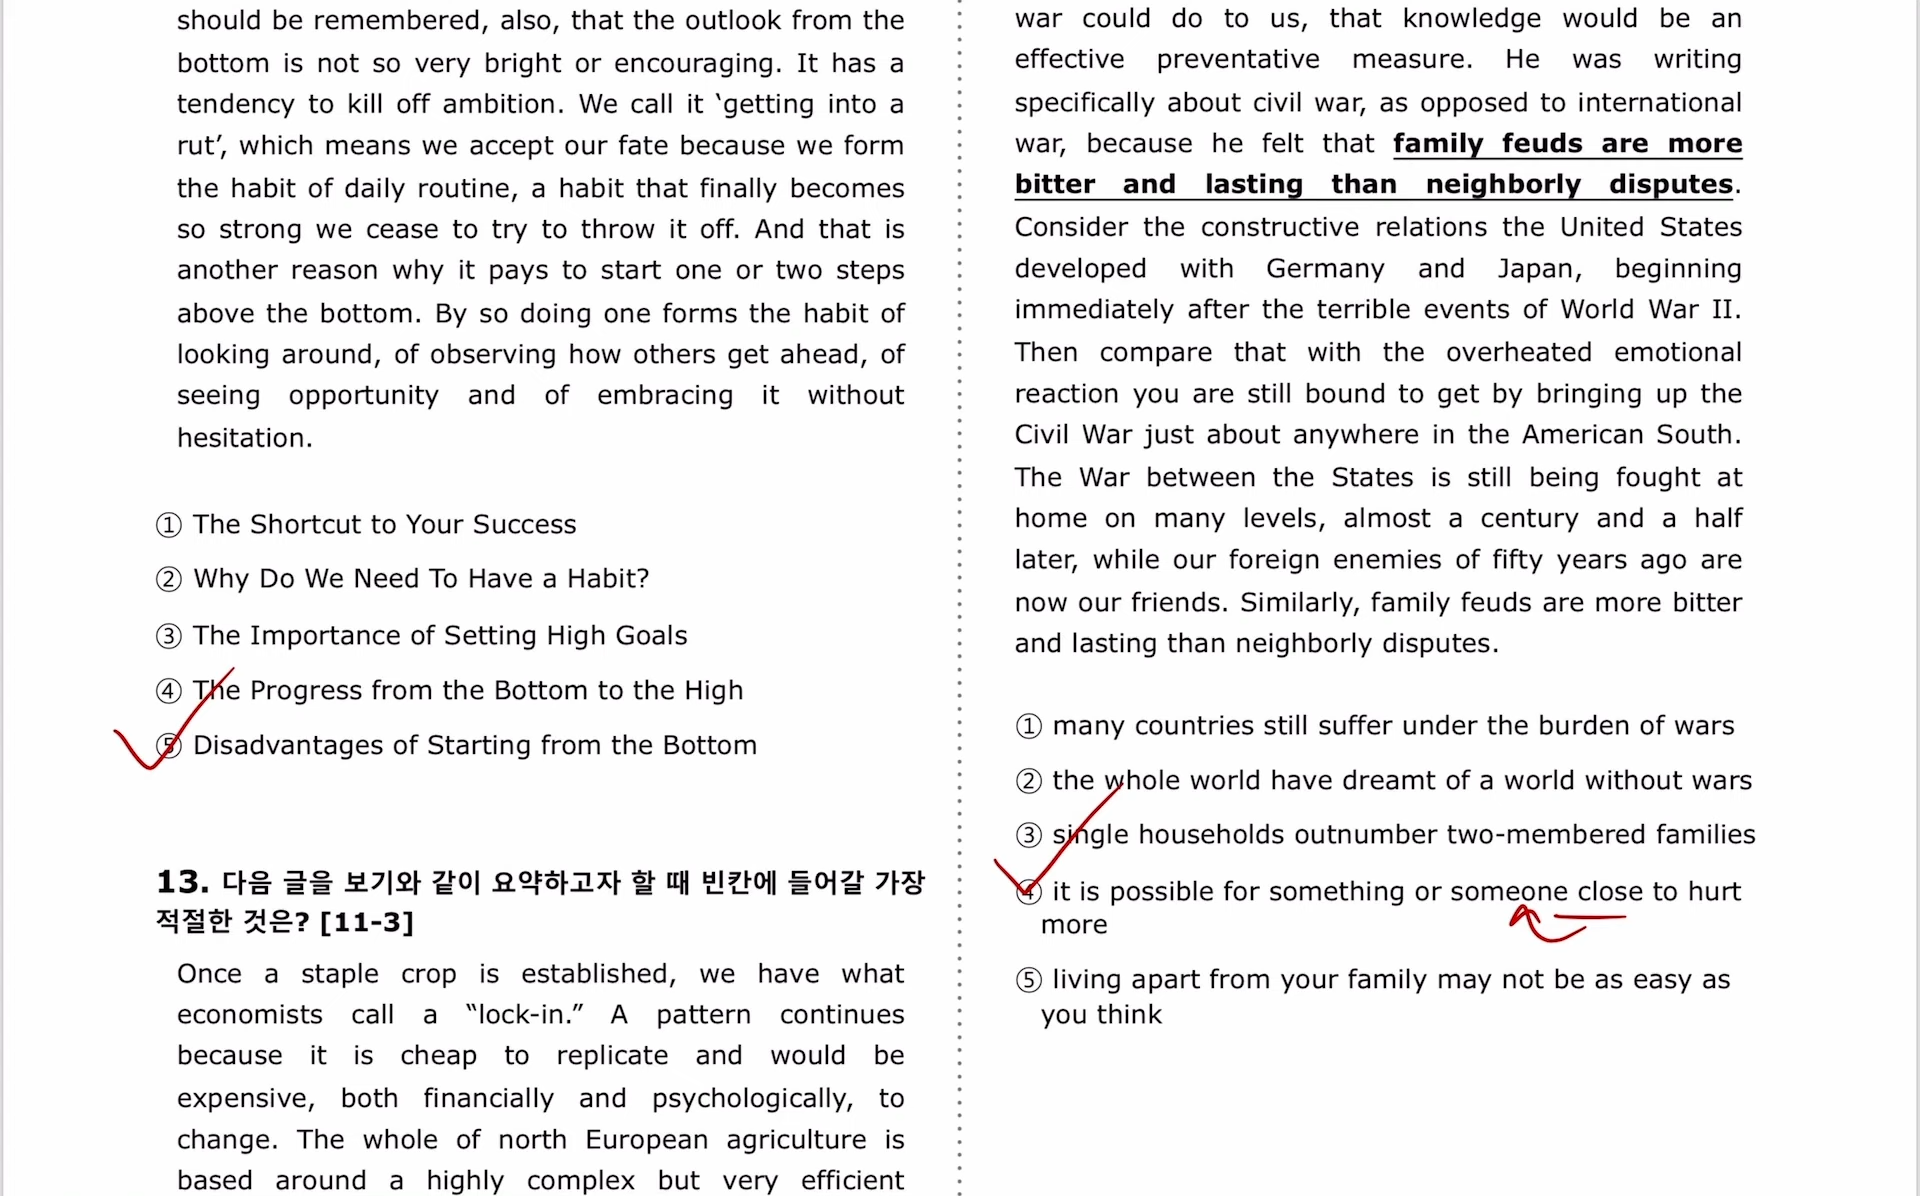 should be remembered, also, that the outlook from the
bottom is not so very bright or encouraging. It has a
tendency to kill off ambition. We call it ‘getting into a
rut’, which means we accept our fate because we form
the habit of daily routine, a habit that finally becomes
so strong we cease to try to throw it off. And that is
another reason why it pays to start one or two steps
above the bottom. By so doing one forms the habit of
looking around, of observing how others get ahead, of
seeing opportunity and of embracing it without
hesitation.
① The Shortcut to Your Success
② Why Do We Need To Have a Habit?
③ The Importance of Setting High Goals
④ The Progress from the Bottom to the High
⑤ Disadvantages of Starting from the Bottom
13. 다음 글을 보기와 같이 요약하고자 할 때 빈칸에 들어갈 가장
적절한 것은? [11-3]
Once a staple crop is established, we have what
economists call a “lock-in.” A pattern continues
because it is cheap to replicate and would be
expensive, both financially and psychologically, to
change. The whole of north European agriculture is
based around a highly complex but very efficient
war could do to us, that knowledge would be an
effective preventative measure. He was writing
specifically about civil war, as opposed to international
war, because he felt that family feuds are more
bitter and lasting than neighborly disputes.
Consider the constructive relations the United States
developed with Germany and Japan, beginning
immediately after the terrible events of World War II.
Then compare that with the overheated emotional
reaction you are still bound to get by bringing up the
Civil War just about anywhere in the American South.
The War between the States is still being fought at
home on many levels, almost a century and a half
later, while our foreign enemies of fifty years ago are
now our friends. Similarly, family feuds are more bitter
and lasting than neighborly disputes.
① many countries still suffer under the burden of wars
② the whole world have dreamt of a world without wars
③ single households outnumber two-membered families
④ it is possible for something or someone close to hurt
more
⑤ living apart from your family may not be as easy as
you think